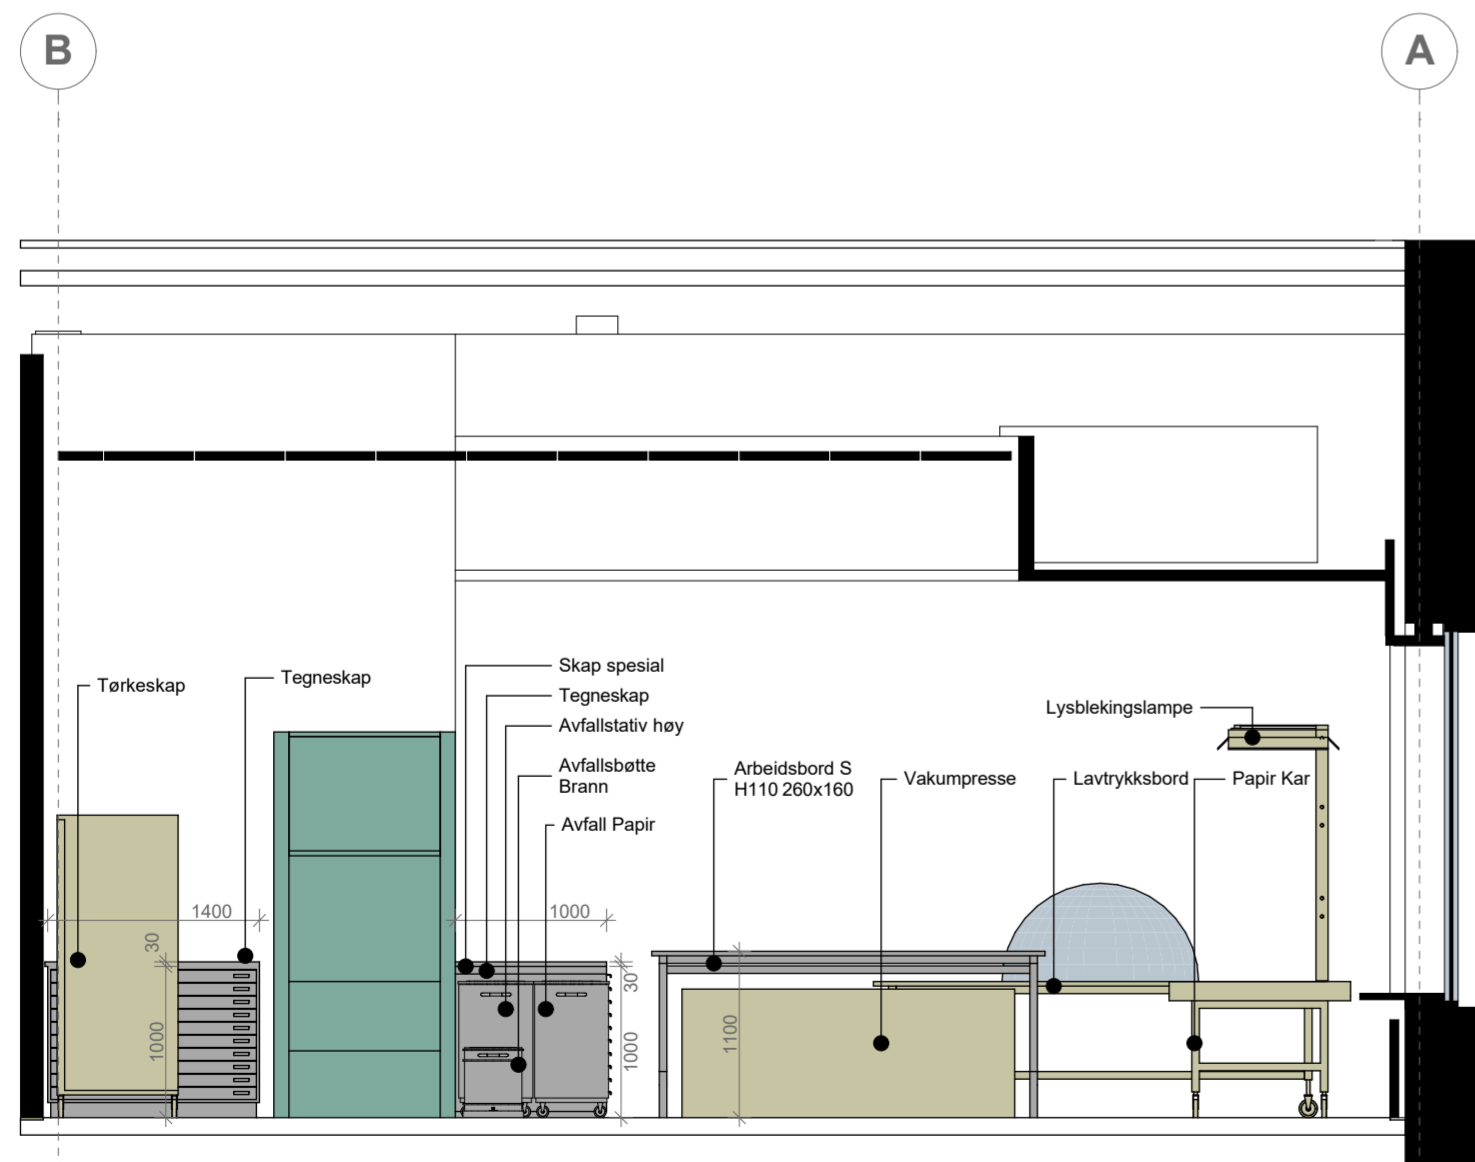 B
A
Tørkeskap
Tegneskap
Skap spesial
Tegneskap
Avfallstativ høy
Avfallsbøtte
Brann
Avfall Papir
Arbeidsbord S
H110 260x160
Vakumpresse
Lysblekingslampe
Lavtrykksbord
Papir Kar
1400
1000
30
1000
30
1000
1100